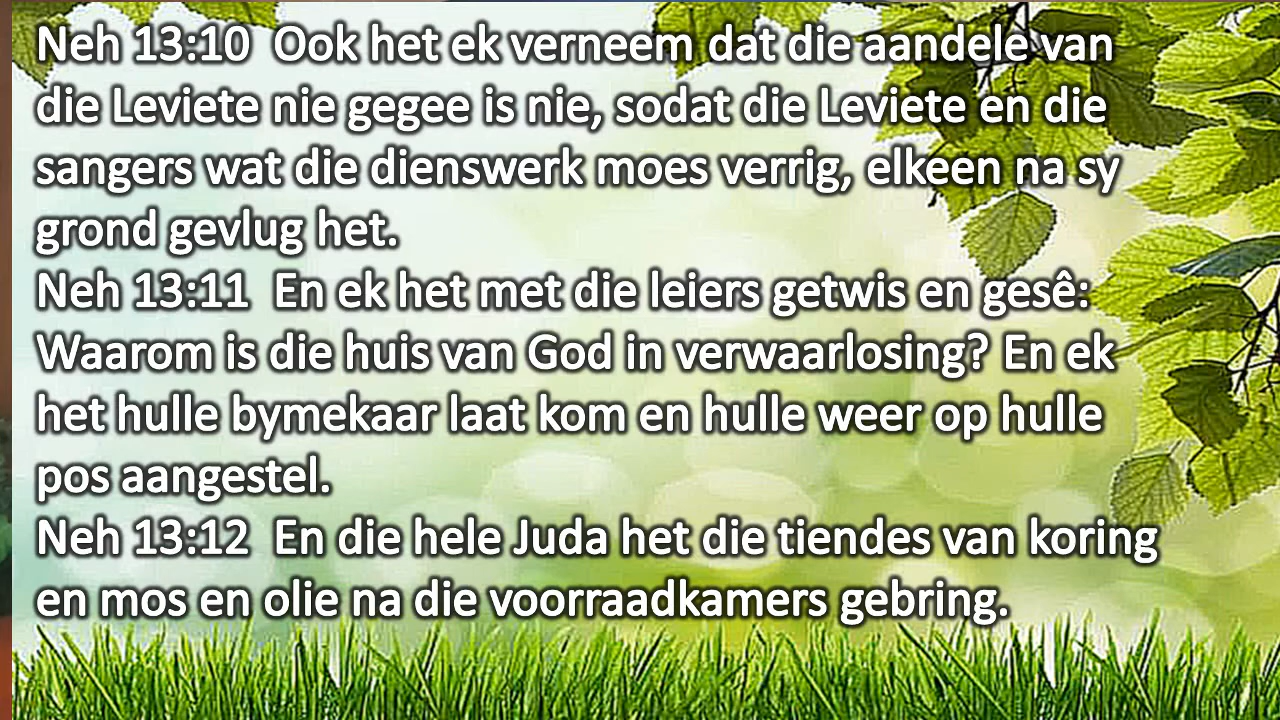 Neh 13:10  Ook het ek verneem dat die aandele van
die Leviete nie gegee is nie, sodat die Leviete en die
sangers wat die dienswerk moes verrig, elkeen na sy
grond gevlug het.
Neh 13:11  En ek het met die leiers getwis en gesê:
Waarom is die huis van God in verwaarlosing? En ek
het hulle bymekaar laat kom en hulle weer op hulle
pos aangestel.
Neh 13:12  En die hele Juda het die tiendes van koring
en mos en olie na die voorraadkamers gebring.